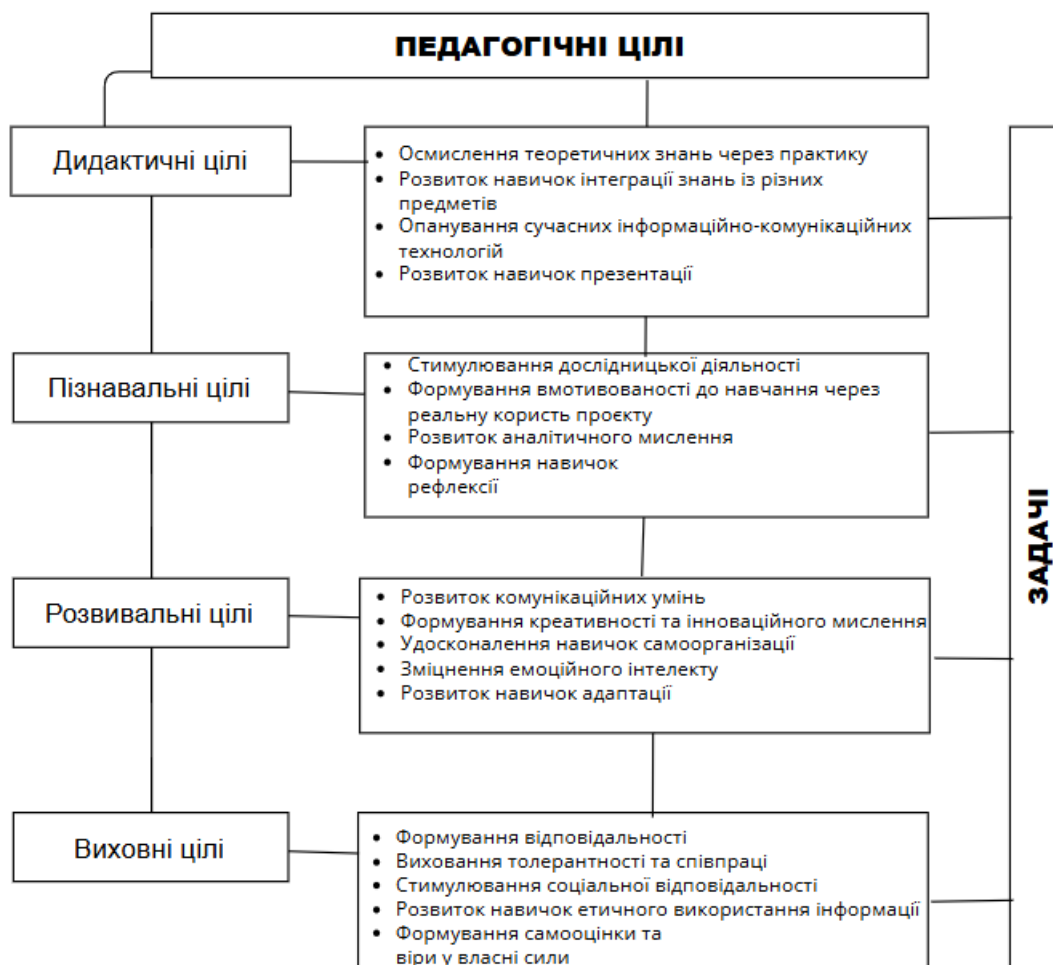 ПЕДАГОГІЧНІ ЦІЛІ
Дидактичні цілі
• Осмислення теоретичних знань через практику
• Розвиток навичок інтеграції знань із різних
предметів
• Опанування сучасних інформаційно-комунікаційних
технологій
• Розвиток навичок презентації
Пізнавальні цілі
• Стимулювання дослідницької діяльності
• Формування вмотивованості до навчання через
реальну користь проєкту
• Розвиток аналітичного мислення
• Формування навичок
рефлексії
Розвивальні цілі
• Розвиток комунікаційних умінь
• Формування креативності та інноваційного мислення
• Удосконалення навичок самоорганізації
• Зміцнення емоційного інтелекту
• Розвиток навичок адаптації
Виховні цілі
• Формування відповідальності
• Виховання толерантності та співпраці
• Стимулювання соціальної відповідальності
• Розвиток навичок етичного використання інформації
• Формування самооцінки та
віри у власні сили
ЗАДАЧІ